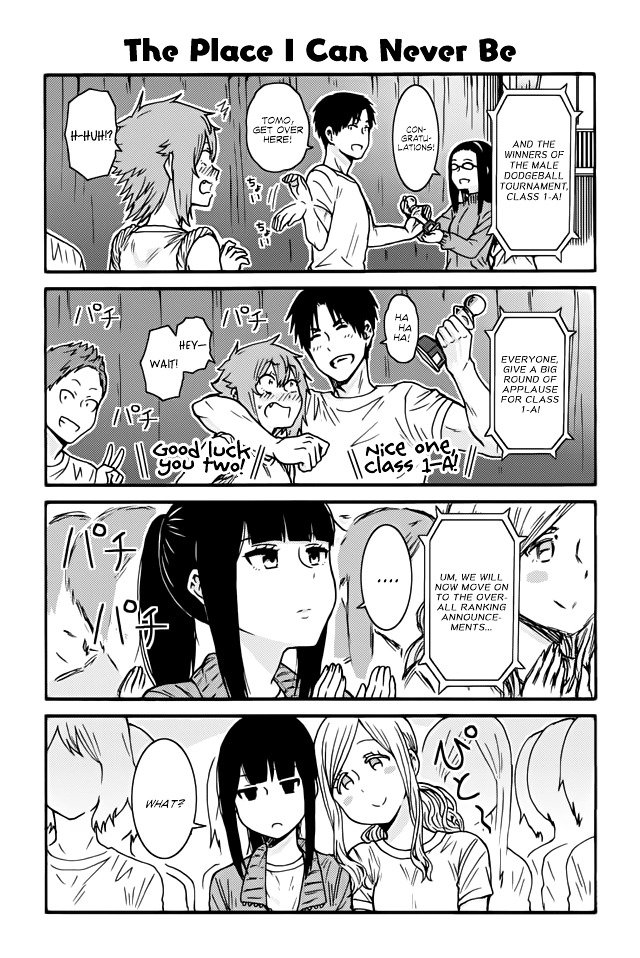 The Place I Can Never Be
AND THE
WINNERS OF
THE MALE
DODGEBALL
TOURNAMENT,
CLASS 1-A!
CON-
GRATU-
LATIONS!
TOMO,
GET OVER
HERE!
ちょい
ちょい
H-HUH!?
EVERYONE,
GIVE A BIG
ROUND OF
APPLAUSE
FOR CLASS
1-A!
HA
HA
HA!
HEY—
WAIT!
パチ
パチ
パチ
Nice one,
class 1-A!
Good luck
you two!
UM, WE WILL
NOW MOVE ON
TO THE OVER-
ALL RANKING
ANNOUNCE-
MENTS...
....
パチ
パチ
ぴと〜
WHAT?